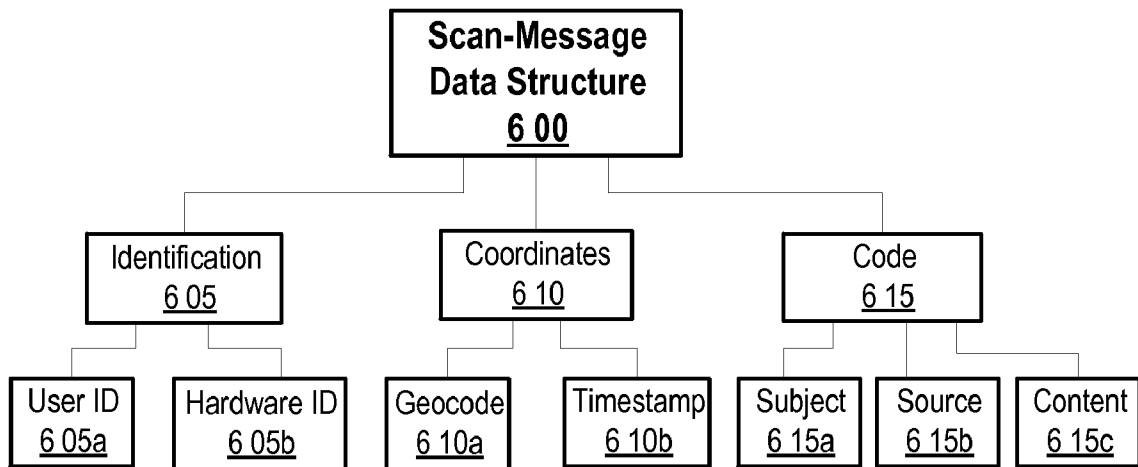 Scan-Message
Data Structure
6 00
Identification
6 05
Coordinates
6 10
Code
6 15
User ID
6 05a
Hardware ID
6 05b
Geocode
6 10a
Timestamp
6 10b
Subject
6 15a
Source
6 15b
Content
6 15c